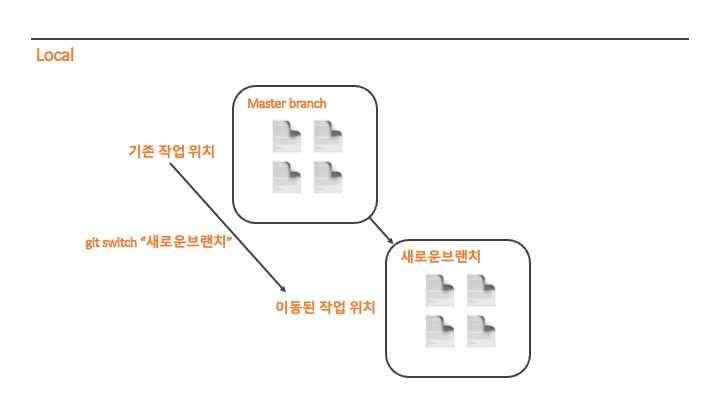 Local
Master branch
기존 작업 위치
git switch “새로운브랜치”
새로운브랜치
이동된 작업 위치